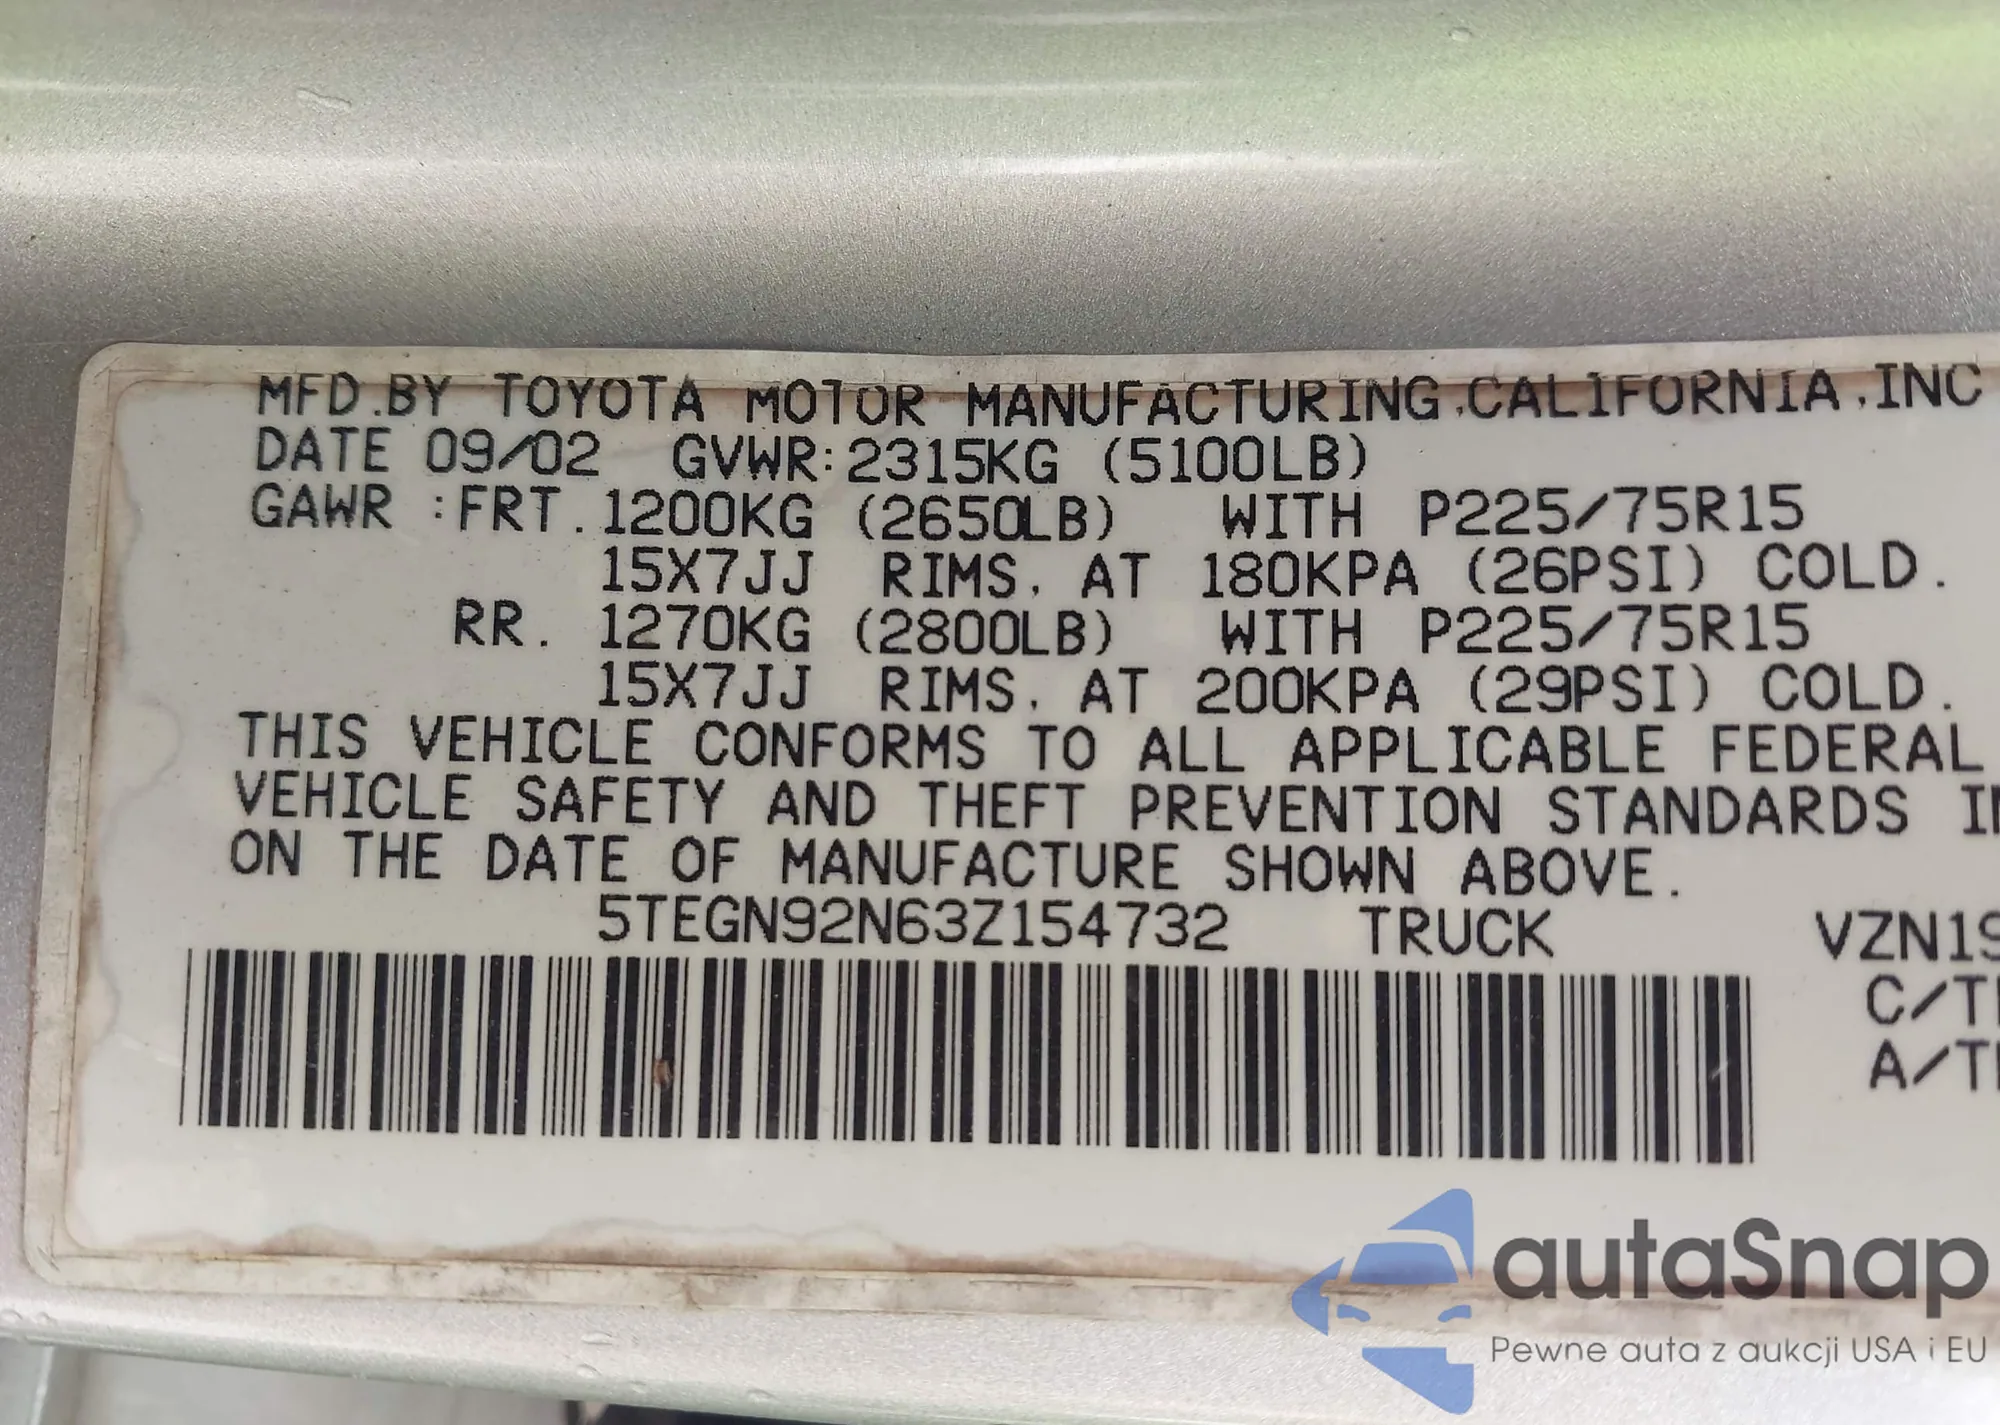 MFD.BY TOYOTA MOTOR MANUFACTURING,CALIFORNIA,INC
DATE 09/02 GVWR:2315KG (5100LB)
GAWR :FRT.1200KG (2650LB) WITH P225/75R15
15X7JJ RIMS, AT 180KPA (26PSI) COLD.
RR. 1270KG (2800LB) WITH P225/75R15
15X7JJ RIMS, AT 200KPA (29PSI) COLD.
THIS VEHICLE CONFORMS TO ALL APPLICABLE FEDERAL
VEHICLE SAFETY AND THEFT PREVENTION STANDARDS
ON THE DATE OF MANUFACTURE SHOWN ABOVE.
5TEGN92N63Z154732 TRUCK VZN19
C/T
A/T
autaSnap
Pewne auta z aukcji USA i EU